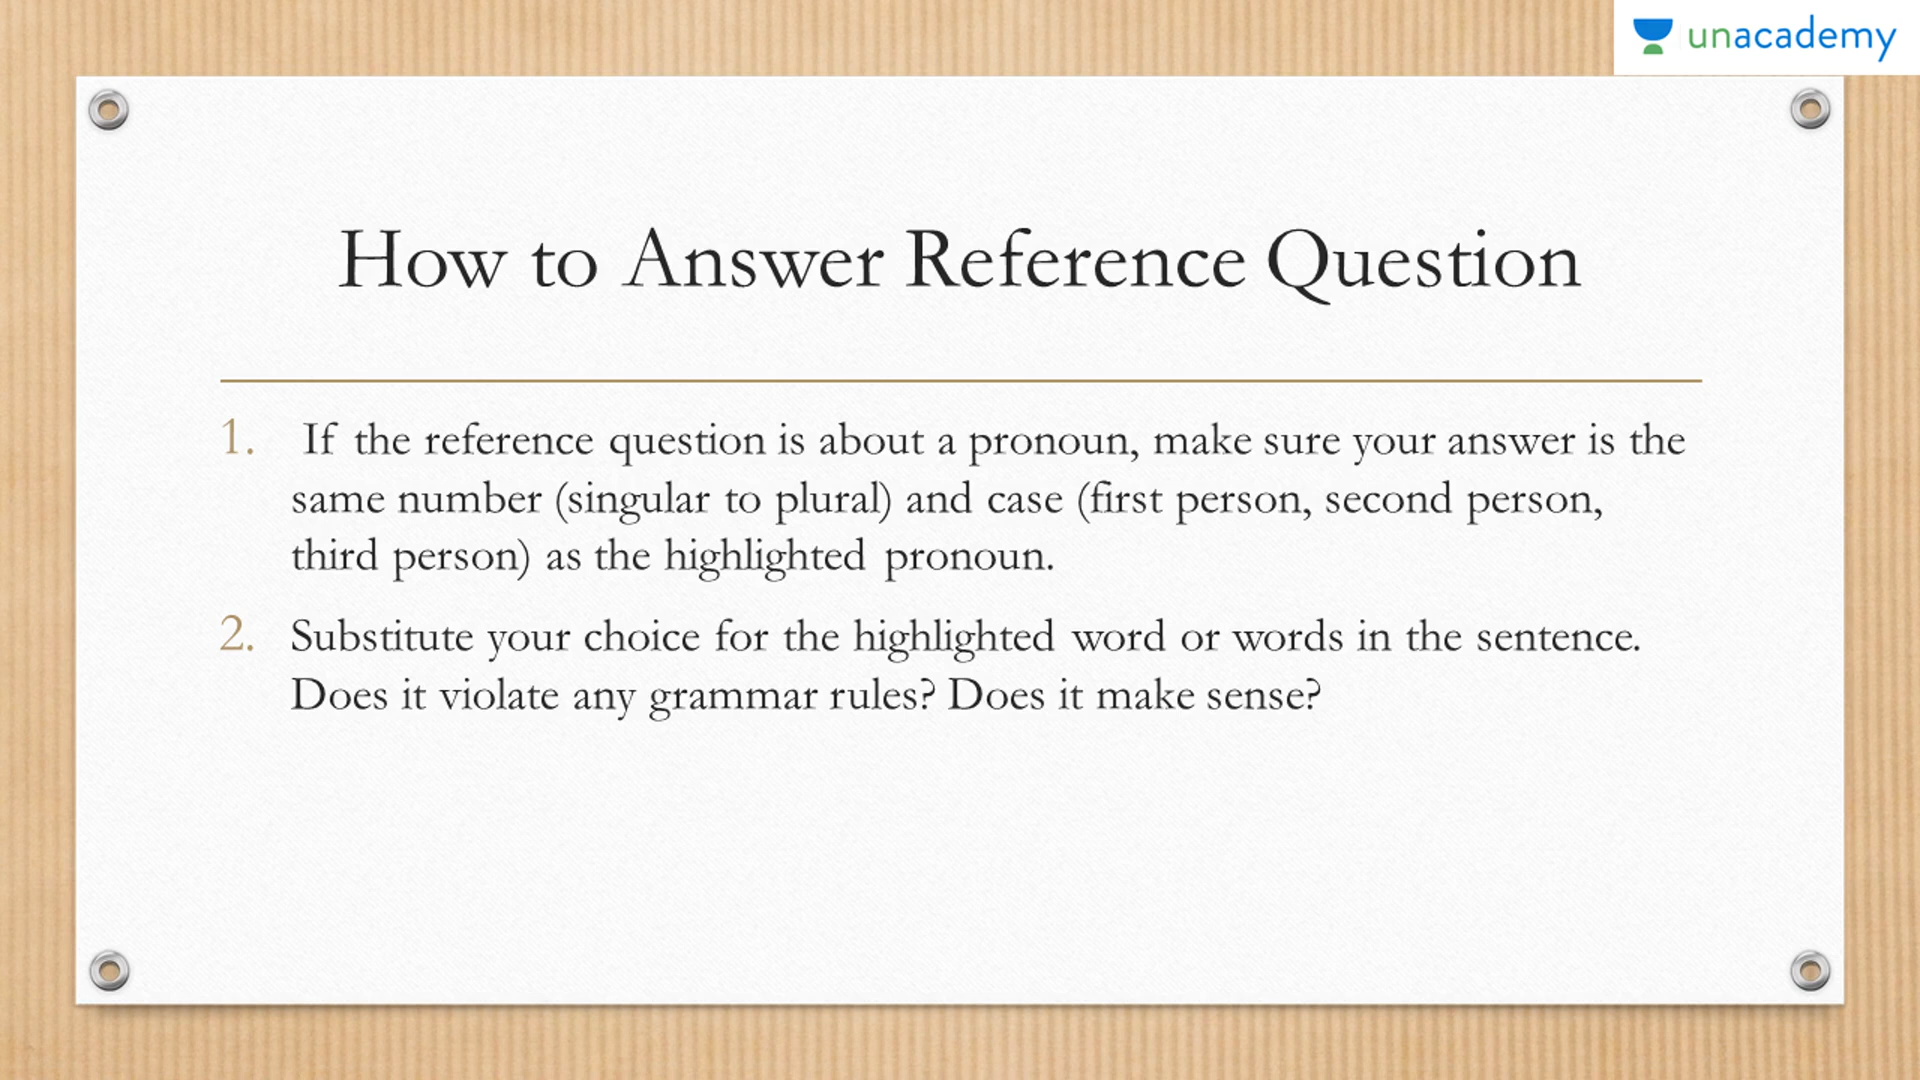 unacademy
How to Answer Reference Question
1. If the reference question is about a pronoun, make sure your answer is the
same number (singular to plural) and case (first person, second person,
third person) as the highlighted pronoun.
2. Substitute your choice for the highlighted word or words in the sentence.
Does it violate any grammar rules? Does it make sense?